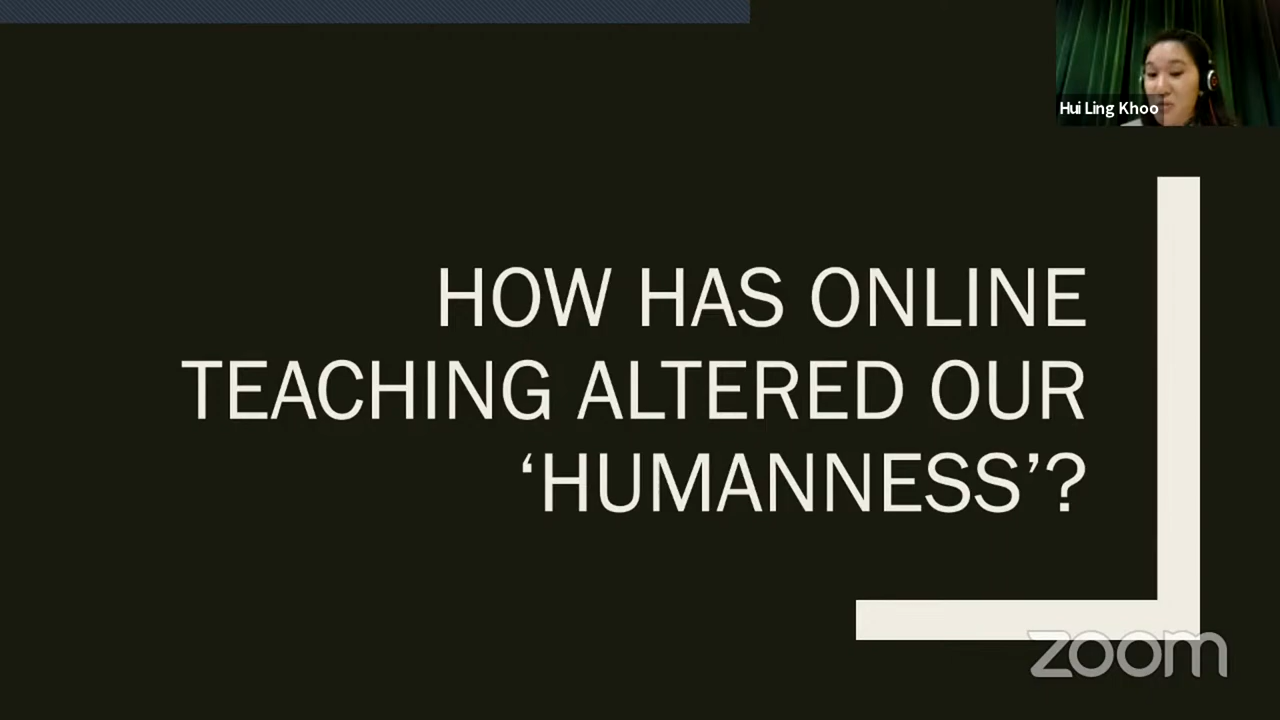 Hui Ling Khoo
HOW HAS ONLINE
TEACHING ALTERED OUR
‘HUMANNESS’?
zoom